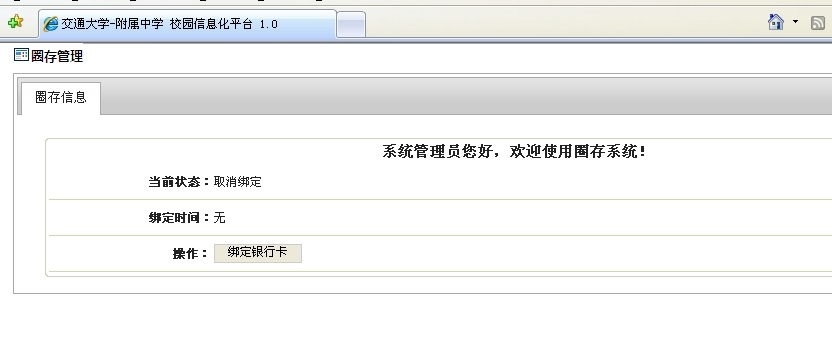 交通大学-附属中学 校园信息化平台 1.0
圈存管理
圈存信息
系统管理员您好，欢迎使用圈存系统！
当前状态：取消绑定
绑定时间：无
操作： 绑定银行卡